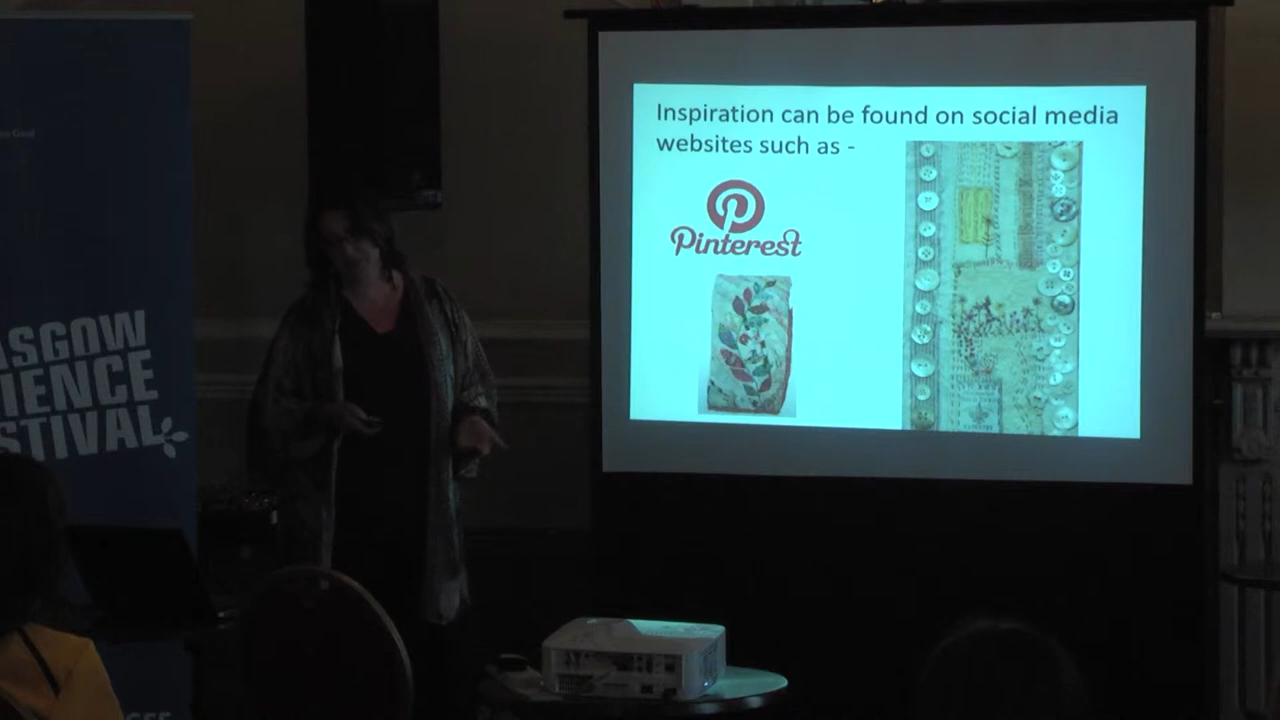 Inspiration can be found on social media
websites such as -
Pinterest
ASGOW
IENCE
STIVAL